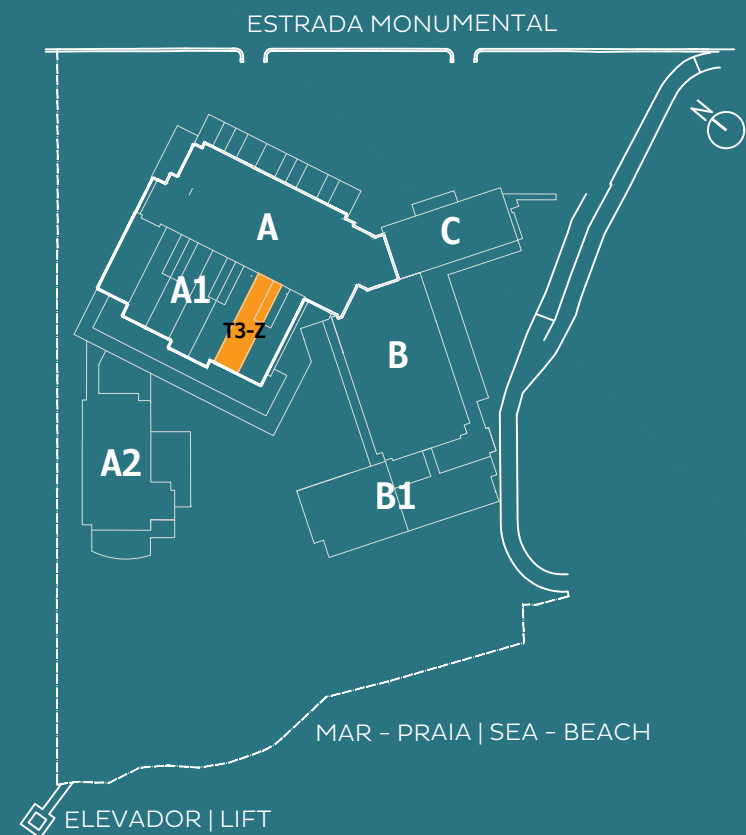 ESTRADA MONUMENTAL
N
A
C
A1
T3-Z
B
A2
B1
MAR - PRAIA | SEA - BEACH
ELEVADOR | LIFT